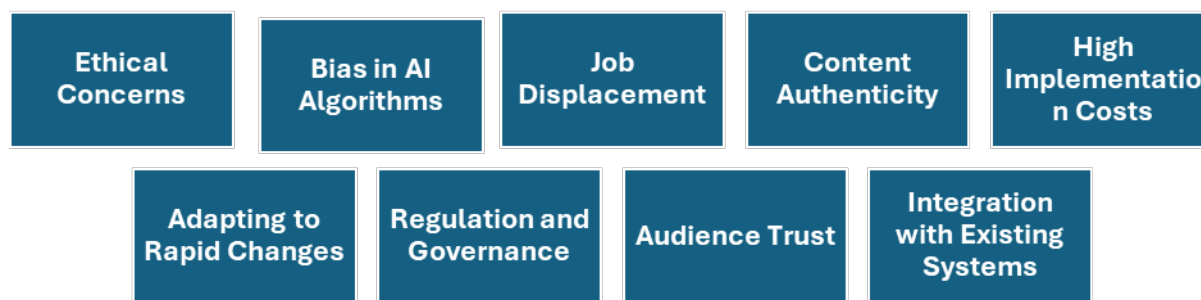 Ethical
Concerns
Bias in AI
Algorithms
Job
Displacement
Content
Authenticity
High
Implementatio
n Costs
Adapting to
Rapid Changes
Regulation and
Governance
Audience Trust
Integration
with Existing
Systems